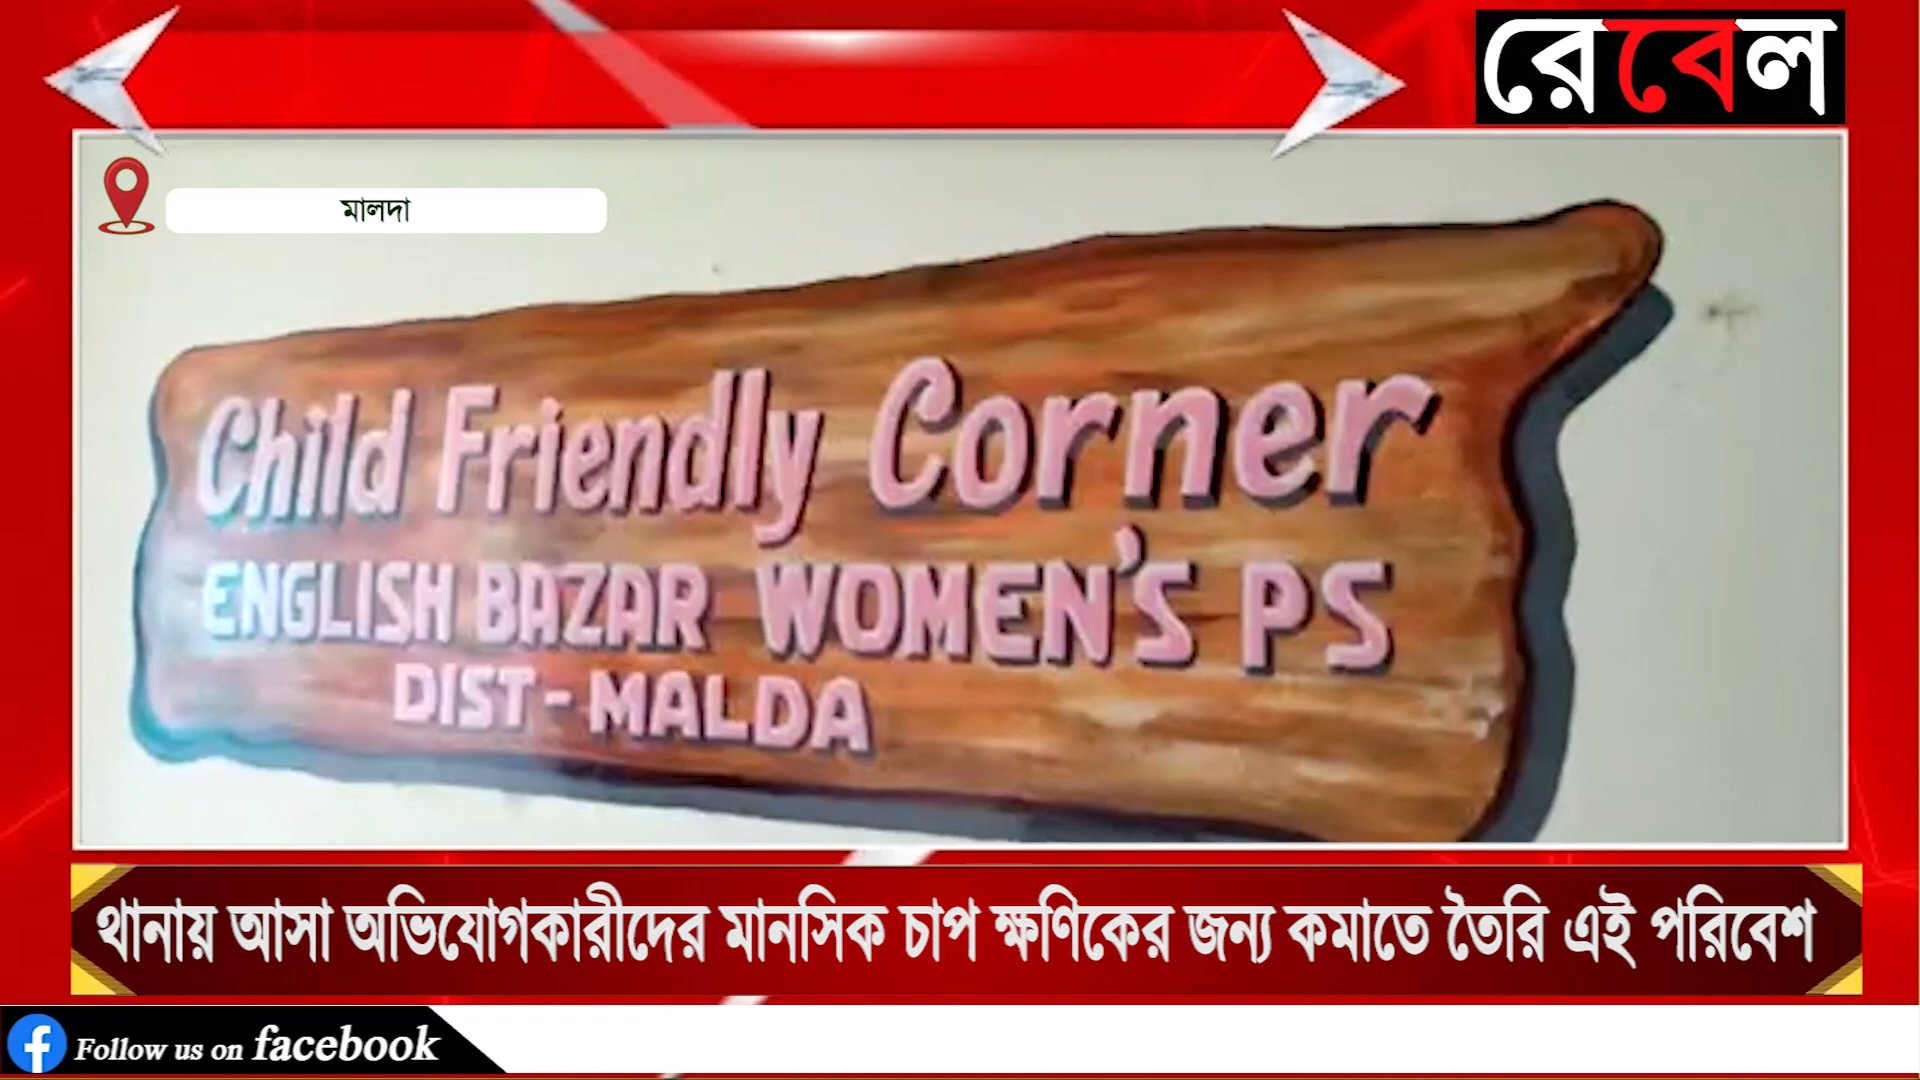 রেবেল
মালদা
Child Friendly Corner
ENGLISH BAZAR WOMEN'S PS
DIST - MALDA
থানায় আসা অভিযোগকারীদের মানসিক চাপ ক্ষণিকের জন্য কমাতে তৈরি এই পরিবেশ
Follow us on facebook